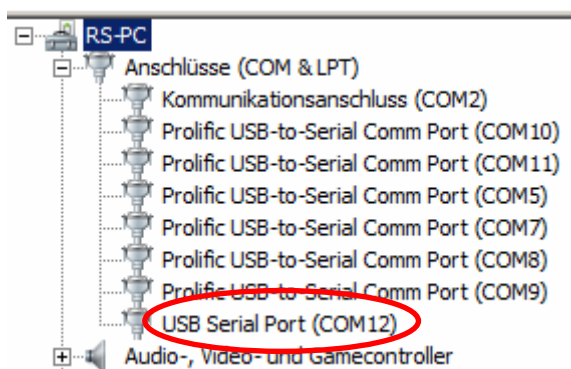 RS-PC
Anschlüsse (COM & LPT)
Kommunikationsanschluss (COM2)
Prolific USB-to-Serial Comm Port (COM10)
Prolific USB-to-Serial Comm Port (COM11)
Prolific USB-to-Serial Comm Port (COM5)
Prolific USB-to-Serial Comm Port (COM7)
Prolific USB-to-Serial Comm Port (COM8)
Prolific USB-to-Serial Comm Port (COM9)
USB Serial Port (COM12)
Audio-, Video- und Gamecontroller